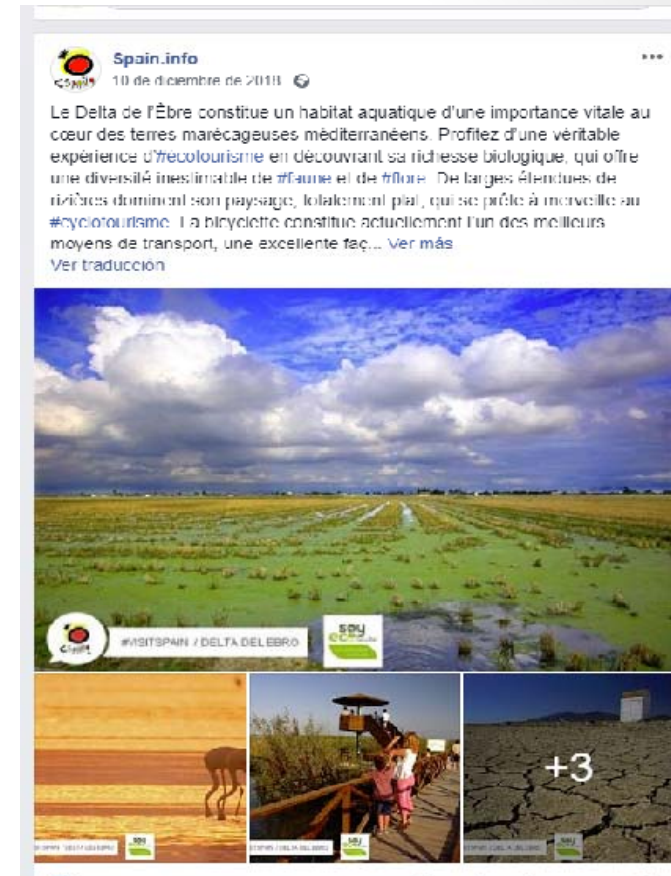 Spain.info
10 de diciembre de 2018
Le Delta de l'Èbre constitue un habitat aquatique d'une importance vitale au
cœur des terres marécageuses méditerranéens. Profitez d'une véritable
expérience d'#écotourisme en découvrant sa richesse biologique, qui offre
une diversité inestimable de #faune et de #flore. De larges étendues de
rizières dominent son paysage, totalement plat, qui se prête à merveille au
#cyclotourisme. La bicyclette constitue actuellement l'un des meilleurs
moyens de transport, une excellente faç... Ver más
Ver traducción
#VISITSPAIN / DELTA DEL EBRO
soy
eco
+3